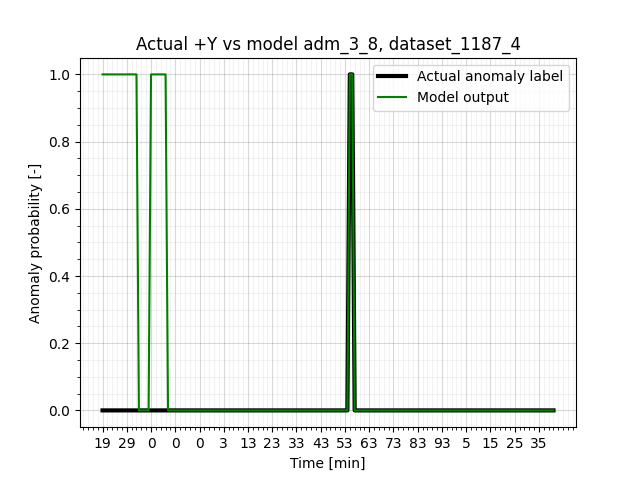 Actual +Y vs model adm_3_8, dataset_1187_4
Actual anomaly label
Model output
Anomaly probability [-]
1.0
0.8
0.6
0.4
0.2
0.0
19 29 0 0 0 3 13 23 33 43 53 63 73 83 93 5 15 25 35
Time [min]